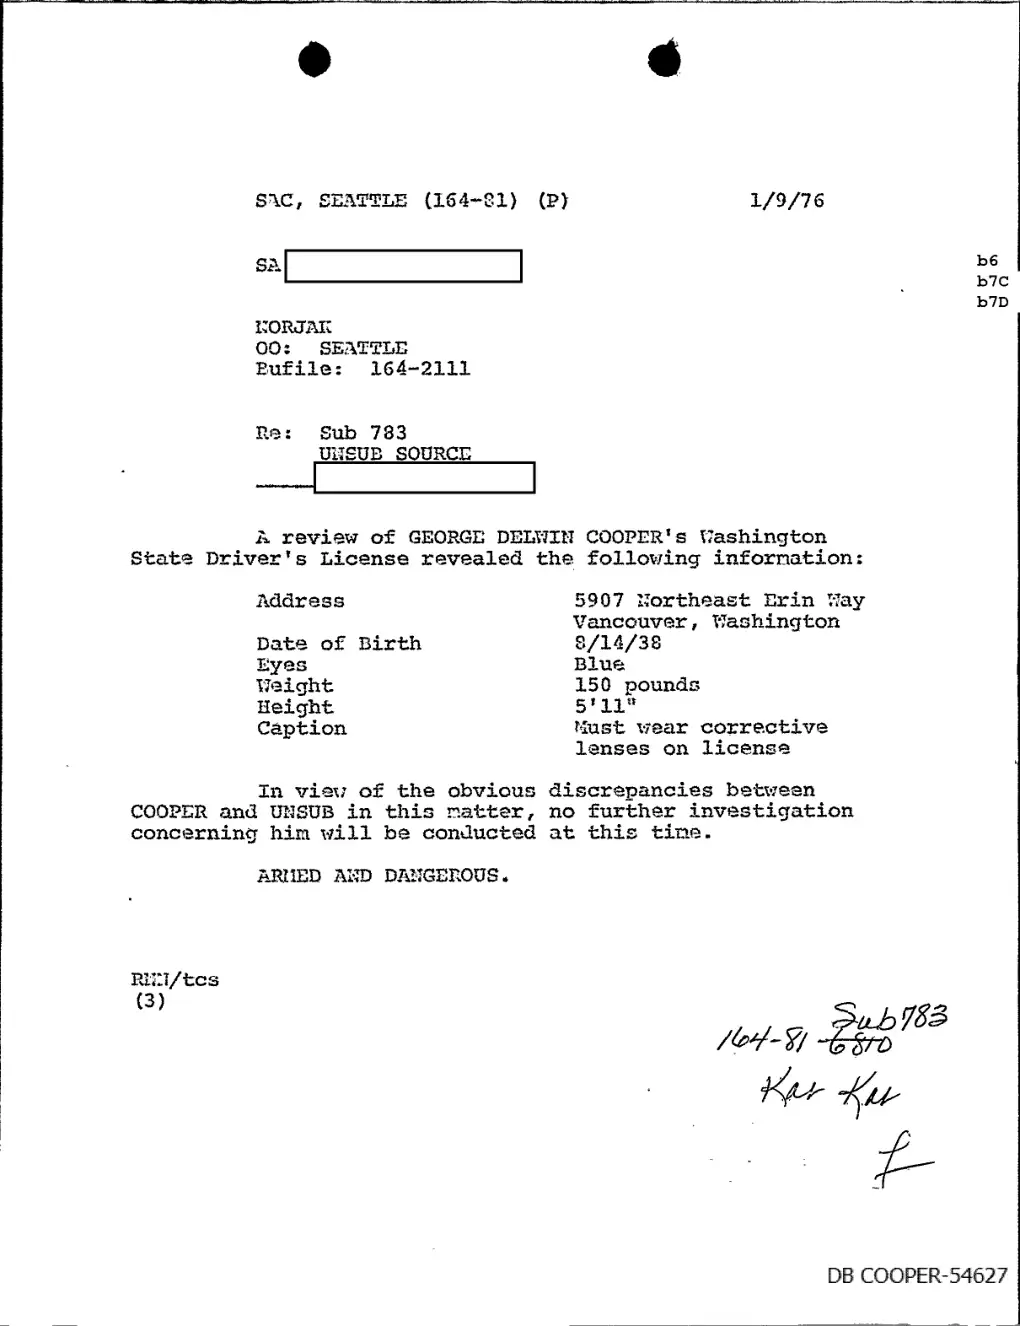 SAC, SEATTLE (164-81) (P) 1/9/76
SA
b6
b7C
b7D
NORJAK
OO: SEATTLE
Bufile: 164-2111
Re: Sub 783
UNSUB SOURCE
A review of GEORGE DELWIN COOPER's Washington
State Driver's License revealed the following information:
Address 5907 Northeast Erin Way
Vancouver, Washington
Date of Birth 8/14/38
Eyes Blue
Weight 150 pounds
Height 5'11"
Caption Must wear corrective
lenses on license
In view of the obvious discrepancies between
COOPER and UNSUB in this matter, no further investigation
concerning him will be conducted at this time.
ARMED AND DANGEROUS.
/tcs
(3)
Sub 783
164-81-6810
DB COOPER-54627